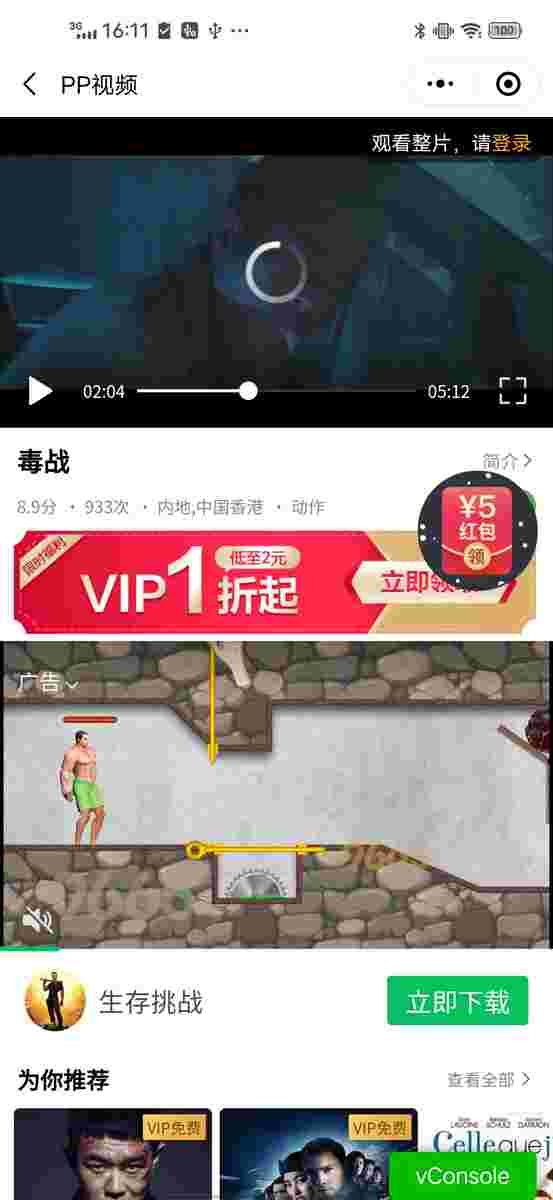 3G 16:11 100
PP视频
观看整片，请登录
02:04 05:12
毒战
简介
8.9分 · 933次 · 内地,中国香港 · 动作
¥5
红包
领
限时福利
VIP1折起
低至2元
立即领
广告
生存挑战
立即下载
为你推荐
查看全部
VIP免费
VIP免费
Celle que j
vConsole